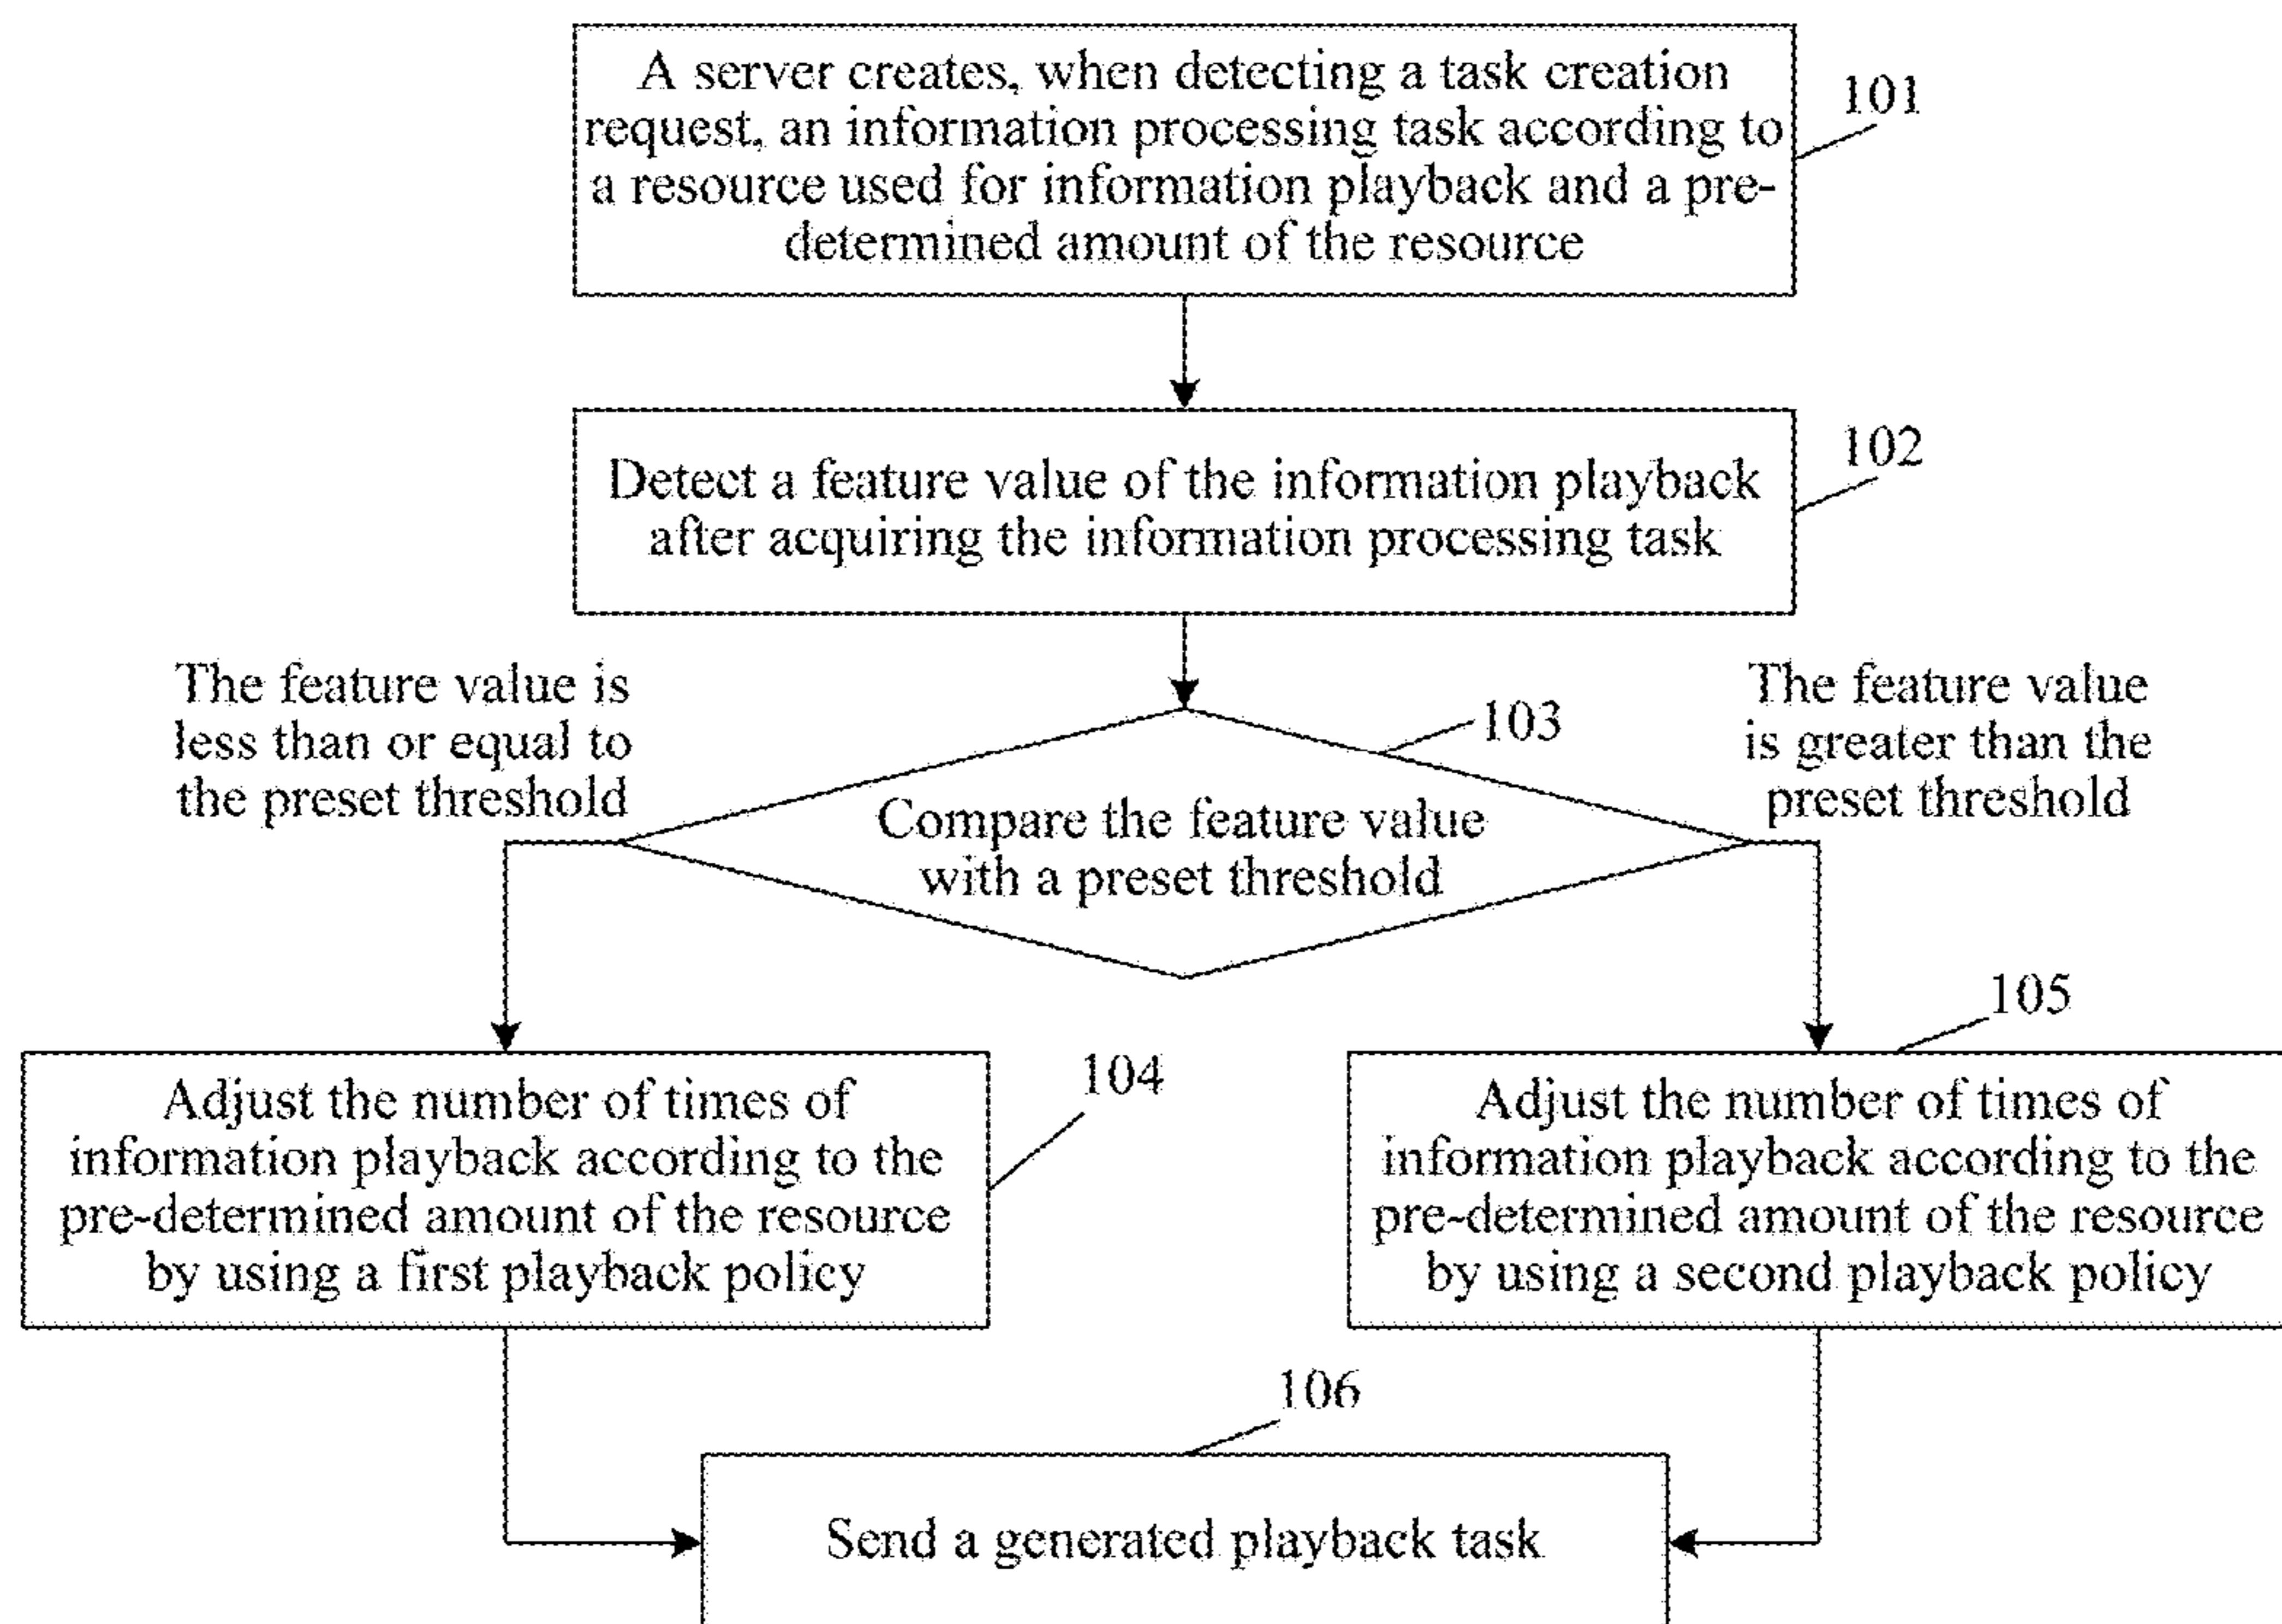 A server creates, when detecting a task creation
request, an information processing task according to
a resource used for information playback and a pre-
determined amount of the resource
101
Detect a feature value of the information playback
after acquiring the information processing task
102
The feature value is
less than or equal to
the preset threshold
103
The feature value
is greater than the
preset threshold
Compare the feature value
with a preset threshold
Adjust the number of times of
information playback according to the
pre-determined amount of the resource
by using a first playback policy
104
105
Adjust the number of times of
information playback according to the
pre-determined amount of the resource
by using a second playback policy
106
Send a generated playback task